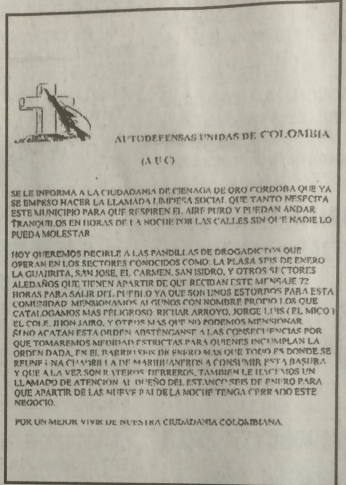 AUTODEFENSAS UNIDAS DE COLOMBIA
(A U C)
SE LE INFORMA A LA CIUDADANIA DE CIENAGA DE ORO CORDOBA QUE YA
SE EMPESO HACER LA LLAMADA LIMPIESA SOCIAL QUE TANTO NESECITA
ESTE MUNICIPIO PARA QUE RESPIREN EL AIRE PURO Y PUEDAN ANDAR
TRANQUILOS EN HORAS DE LA NOCHE POR LAS CALLES SIN QUE NADIE LO
PUEDA MOLESTAR.
HOY QUEREMOS DECIRLE A LAS PANDILLAS DE DROGADICTOS QUE
OPERAN EN LOS SECTORES CONOCIDOS COMO. LA PLASA SEIS DE ENERO
LA GUAJIRITA, SAN JOSE, EL CARMEN, SAN ISIDRO, Y OTROS SECTORES
ALEDAÑOS QUE TIENEN APARTIR DE QUE RECIBAN ESTE MENSAJE 72
HORAS PARA SALIR DEL PUEBLO YA QUE SON UNOS ESTORBOS PARA ESTA
COMUNIDAD MENSIONAMOS ALGUNOS CON NOMBRE PROPIO LOS QUE
CATALOGAMOS MAS PELIGROSO. RICHAR ARROYO, JORGE LUIS ( EL MICO )
EL COLE, JHON JAIRO, Y OTROS MAS QUE NO PODEMOS MENSIONAR
SI NO ACATAN ESTA ORDEN ABSTENGANSE A LAS CONSECUENCIAS POR
QUE TOMAREMOS MEDIDAD ESTRICTAS PARA QUIENES INCUMPLAN LA
ORDEN DADA, EN EL BARRIO SEIS DE ENERO MAS QUE TODO ES DONDE SE
REUNE UNA CUADRILLA DE MARIHUANEROS A CONSUMIR ESTA BASURA
Y QUE A LA VEZ SON RATEROS DERREROS, TAMBIEN LE HACEMOS UN
LLAMADO DE ATENCION AL DUEÑO DEL ESTANCO SEIS DE ENERO PARA
QUE APARTIR DE LAS NUEVE DE LA NOCHE TENGA CERRADO ESTE
NEGOCIO.
POR UN MEJOR VIVIR DE NUESTRA CIUDADANIA COLOMBIANA.